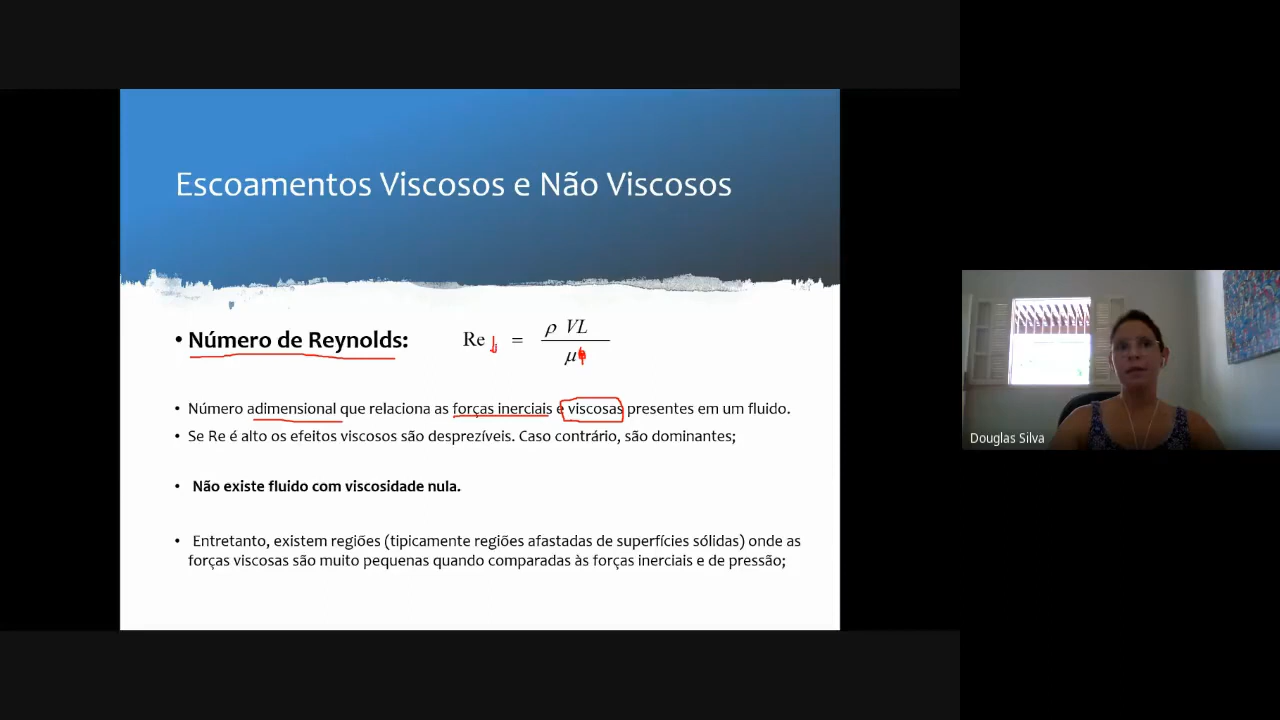 Escoamentos Viscosos e Não Viscosos
• Número de Reynolds:
Re = ρ VL / μ
• Número adimensional que relaciona as forças inerciais e viscosas presentes em um fluido.
• Se Re é alto os efeitos viscosos são desprezíveis. Caso contrário, são dominantes;
• Não existe fluido com viscosidade nula.
• Entretanto, existem regiões (tipicamente regiões afastadas de superfícies sólidas) onde as
forças viscosas são muito pequenas quando comparadas às forças inerciais e de pressão;
Douglas Silva